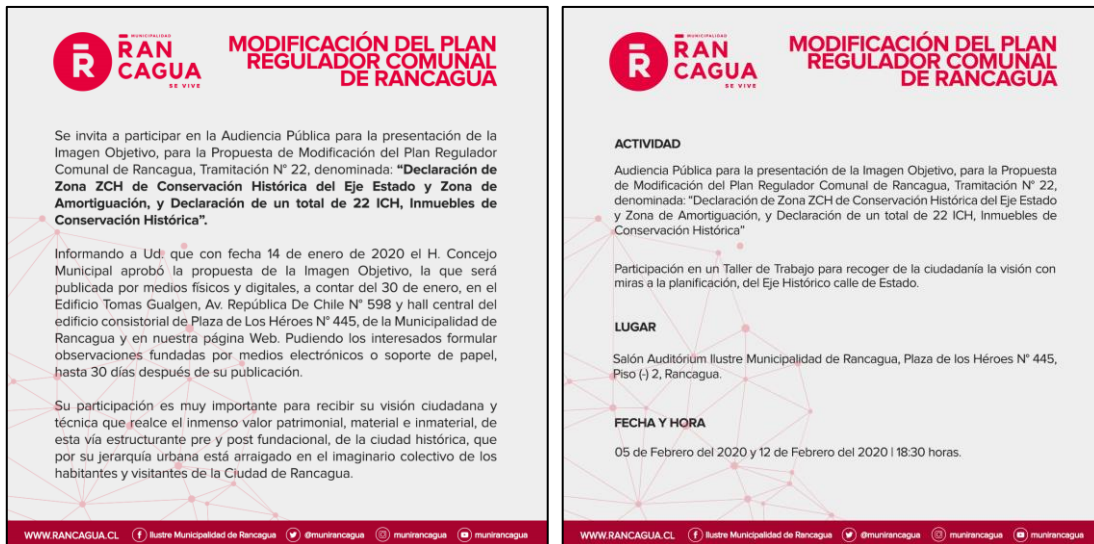 MUNICIPALIDAD
RAN
CAGUA
SE VIVE
MODIFICACIÓN DEL PLAN
REGULADOR COMUNAL
DE RANCAGUA
Se invita a participar en la Audiencia Pública para la presentación de la
Imagen Objetivo, para la Propuesta de Modificación del Plan Regulador
Comunal de Rancagua, Tramitación N° 22, denominada: “Declaración de
Zona ZCH de Conservación Histórica del Eje Estado y Zona de
Amortiguación, y Declaración de un total de 22 ICH, Inmuebles de
Conservación Histórica”.
Informando a Ud. que con fecha 14 de enero de 2020 el H. Concejo
Municipal aprobó la propuesta de la Imagen Objetivo, la que será
publicada por medios físicos y digitales, a contar del 30 de enero, en el
Edificio Tomas Gualgen, Av. República De Chile N° 598 y hall central del
edificio consistorial de Plaza de Los Héroes N° 445, de la Municipalidad de
Rancagua y en nuestra página Web. Pudiendo los interesados formular
observaciones fundadas por medios electrónicos o soporte de papel,
hasta 30 días después de su publicación.
Su participación es muy importante para recibir su visión ciudadana y
técnica que realce el inmenso valor patrimonial, material e inmaterial, de
esta vía estructurante pre y post fundacional, de la ciudad histórica, que
por su jerarquía urbana está arraigado en el imaginario colectivo de los
habitantes y visitantes de la Ciudad de Rancagua.
WWW.RANCAGUA.CL Ilustre Municipalidad de Rancagua @munirancagua munirancagua munirancagua
MUNICIPALIDAD
RAN
CAGUA
SE VIVE
MODIFICACIÓN DEL PLAN
REGULADOR COMUNAL
DE RANCAGUA
ACTIVIDAD
Audiencia Pública para la presentación de la Imagen Objetivo, para la Propuesta
de Modificación del Plan Regulador Comunal de Rancagua, Tramitación N° 22,
denominada: “Declaración de Zona ZCH de Conservación Histórica del Eje Estado
y Zona de Amortiguación, y Declaración de un total de 22 ICH, Inmuebles de
Conservación Histórica”
Participación en un Taller de Trabajo para recoger de la ciudadanía la visión con
miras a la planificación, del Eje Histórico calle de Estado.
LUGAR
Salón Auditórium Ilustre Municipalidad de Rancagua, Plaza de los Héroes N° 445,
Piso (-) 2, Rancagua.
FECHA Y HORA
05 de Febrero del 2020 y 12 de Febrero del 2020 | 18:30 horas.
WWW.RANCAGUA.CL Ilustre Municipalidad de Rancagua @munirancagua munirancagua munirancagua